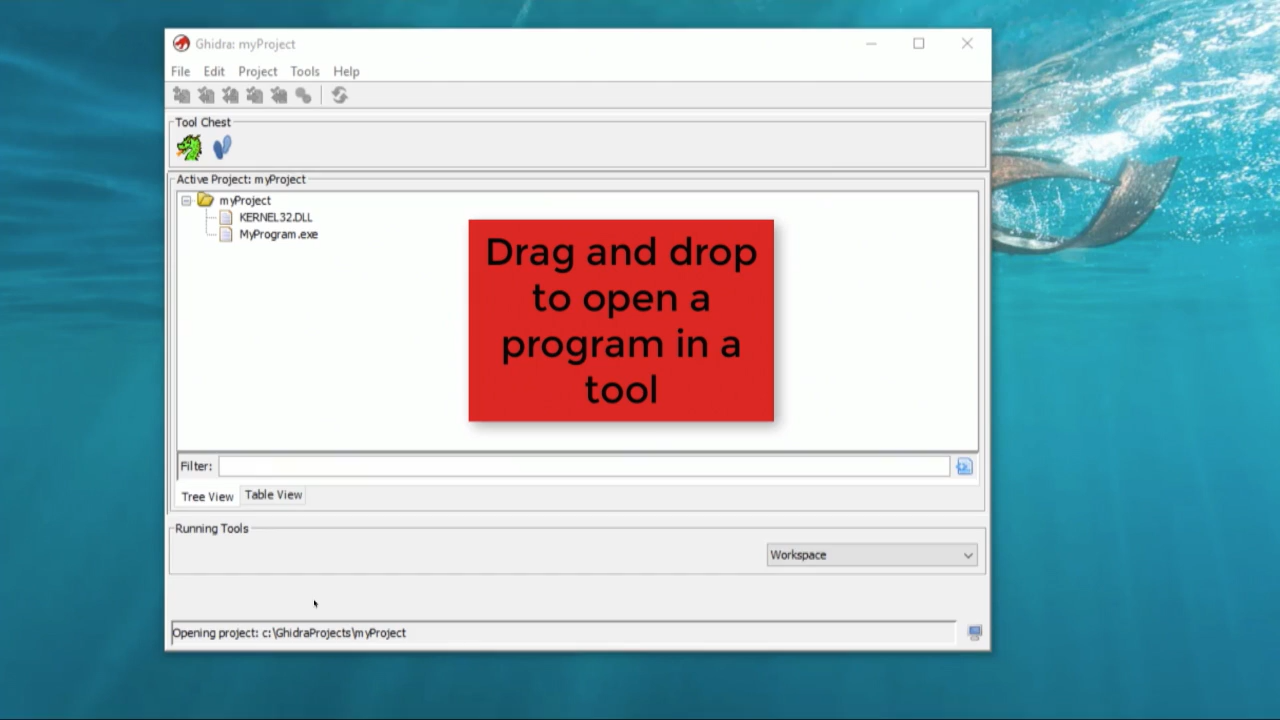 Ghidra: myProject
File Edit Project Tools Help
Tool Chest
Active Project: myProject
myProject
KERNEL32.DLL
MyProgram.exe
Drag and drop
to open a
program in a
tool
Filter:
Tree View Table View
Running Tools
Workspace
Opening project: c:\GhidraProjects\myProject